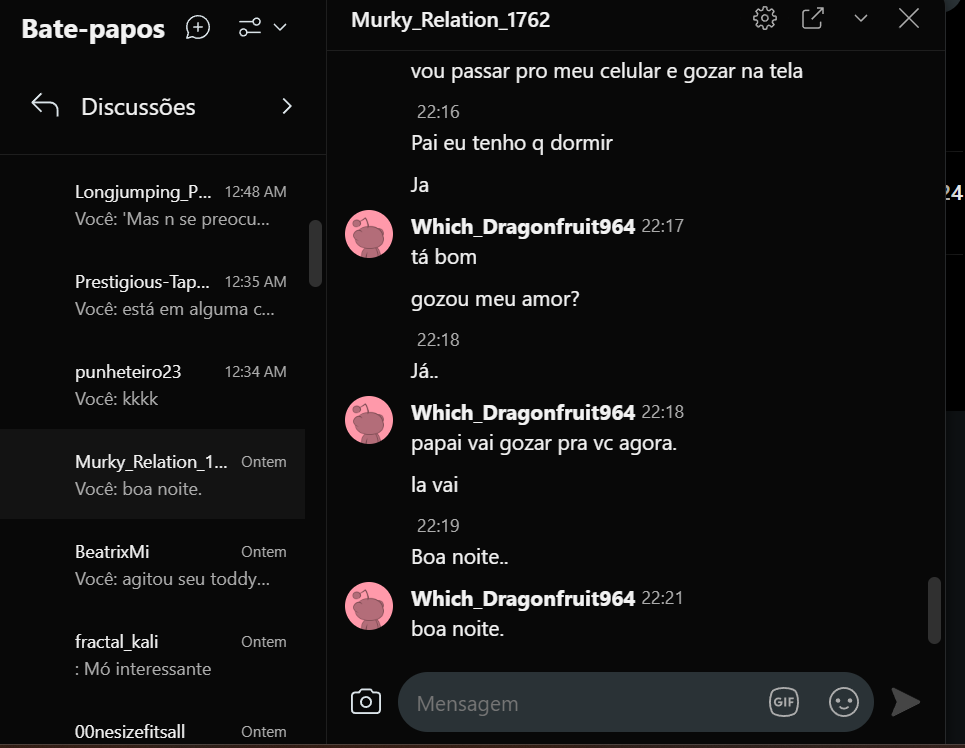 Bate-papos
Discussões
Longjumping_P... 12:48 AM
Você: 'Mas n se preocu...
Prestigious-Tap... 12:35 AM
Você: está em alguma c...
punheteiro23 12:34 AM
Você: kkkk
Murky_Relation_1... Ontem
Você: boa noite.
BeatrixMi Ontem
Você: agitou seu toddy...
fractal_kali Ontem
: Mó interessante
00nesizefitsall Ontem
Murky_Relation_1762
vou passar pro meu celular e gozar na tela
22:16
Pai eu tenho q dormir
Ja
Which_Dragonfruit964 22:17
tá bom
gozou meu amor?
22:18
Já..
Which_Dragonfruit964 22:18
papai vai gozar pra vc agora.
la vai
22:19
Boa noite..
Which_Dragonfruit964 22:21
boa noite.
Mensagem
GIF